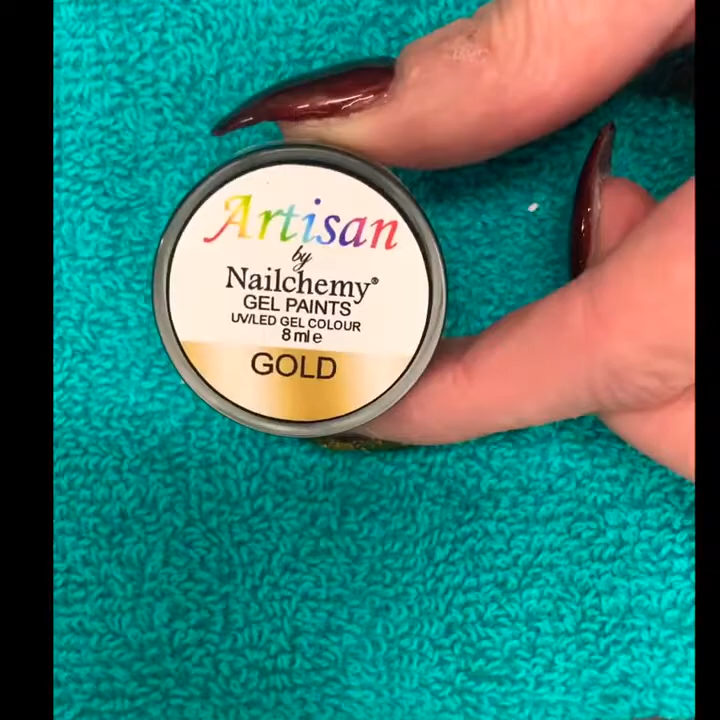 Artisan
by
Nailchemy®
GEL PAINTS
UV/LED GEL COLOUR
8 ml e
GOLD